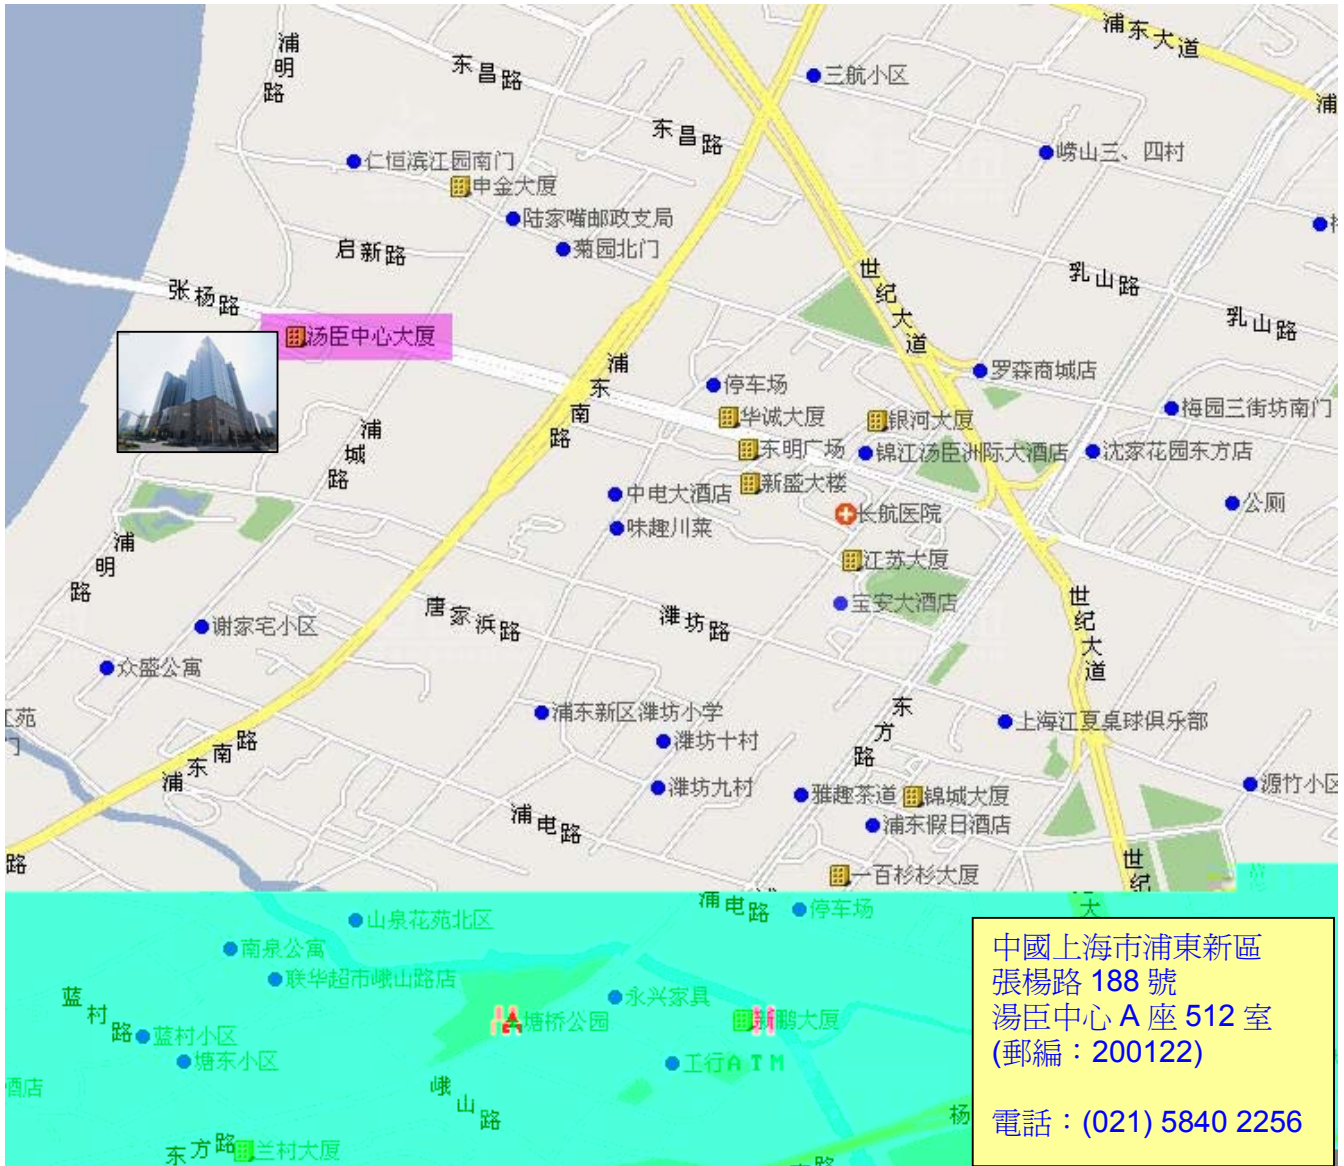 浦明路
东昌路
浦东大道
三航小区
浦
东昌路
崂山三、四村
仁恒滨江园南门
申金大厦
陆家嘴邮政支局
启新路
菊园北门
世纪大道
乳山路
张杨路
乳山路
汤臣中心大厦
浦东南路
停车场
罗森商城店
华诚大厦
银河大厦
梅园三街坊南门
浦城路
东明广场
锦江汤臣洲际大酒店
沈家花园东方店
新盛大楼
中电大酒店
公厕
长航医院
味趣川菜
浦明路
江苏大厦
唐家浜路
宝安大酒店
潍坊路
世纪大道
谢家宅小区
众盛公寓
浦东新区潍坊小学
东方路
上海江夏桌球俱乐部
苑
门
潍坊十村
浦东南路
潍坊九村
雅趣茶道
锦城大厦
源竹小区
浦电路
浦东假日酒店
路
一百杉杉大厦
世纪
大
浦电路
停车场
山泉花苑北区
南泉公寓
联华超市峨山路店
蓝村路
永兴家具
塘桥公园
新鹏大厦
蓝村小区
塘东小区
工行ATM
酒店
峨山路
杨
东方路
兰村大厦
路
中國上海市浦東新區
張楊路 188 號
湯臣中心 A 座 512 室
(郵編：200122)
電話：(021) 5840 2256